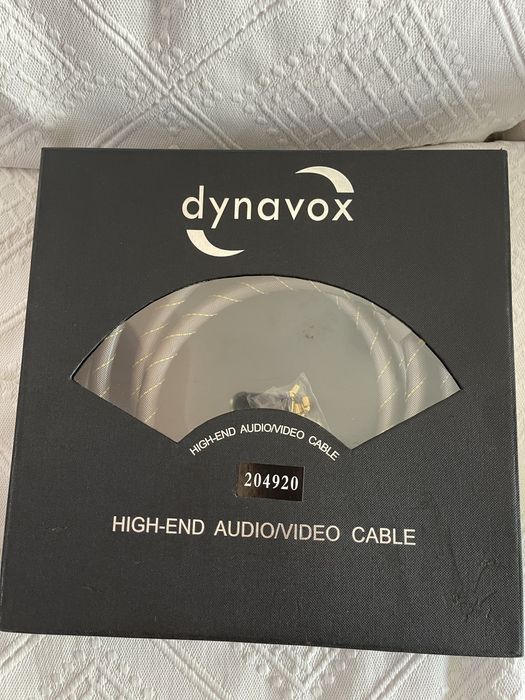 dynavox
HIGH-END AUDIO/VIDEO CABLE
204920
HIGH-END AUDIO/VIDEO CABLE